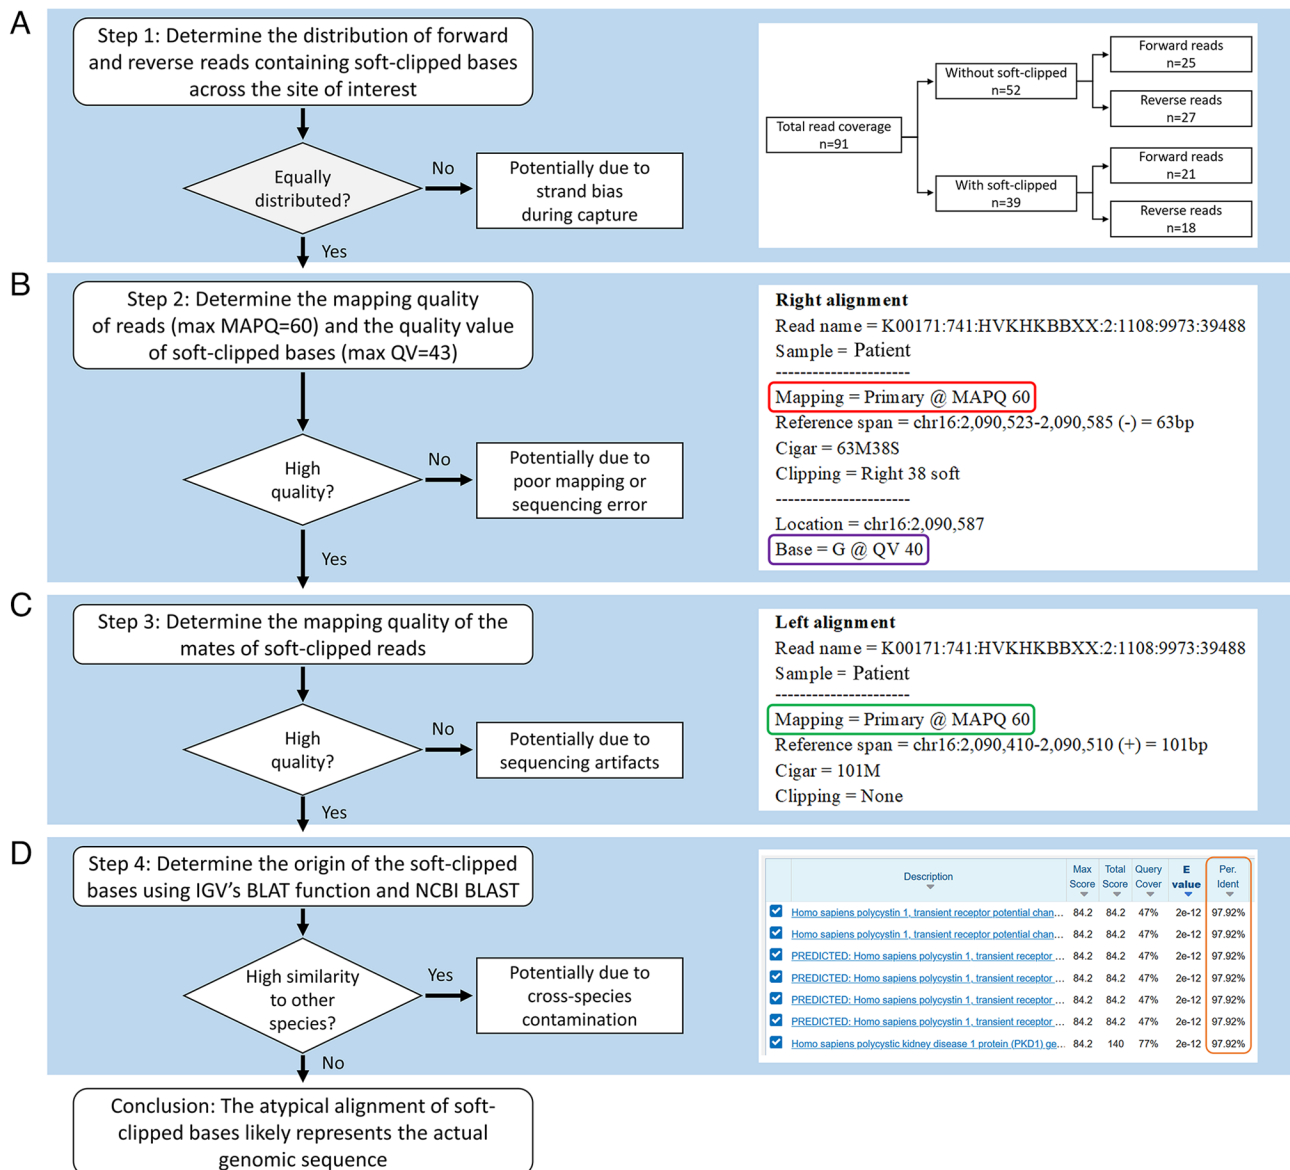 A
Step 1: Determine the distribution of forward
and reverse reads containing soft-clipped bases
across the site of interest
Equally
distributed?
No
Potentially due to
strand bias
during capture
Yes
Total read coverage
n=91
Without soft-clipped
n=52
With soft-clipped
n=39
Forward reads
n=25
Reverse reads
n=27
Forward reads
n=21
Reverse reads
n=18
B
Step 2: Determine the mapping quality
of reads (max MAPQ=60) and the quality value
of soft-clipped bases (max QV=43)
High
quality?
No
Potentially due to
poor mapping or
sequencing error
Yes
Right alignment
Read name = K00171:741:HVKHKBBXX:2:1108:9973:39488
Sample = Patient
----------------------
Mapping = Primary @ MAPQ 60
Reference span = chr16:2,090,523-2,090,585 (-) = 63bp
Cigar = 63M38S
Clipping = Right 38 soft
----------------------
Location = chr16:2,090,587
Base = G @ QV 40
C
Step 3: Determine the mapping quality of the
mates of soft-clipped reads
High
quality?
No
Potentially due to
sequencing artifacts
Yes
Left alignment
Read name = K00171:741:HVKHKBBXX:2:1108:9973:39488
Sample = Patient
----------------------
Mapping = Primary @ MAPQ 60
Reference span = chr16:2,090,410-2,090,510 (+) = 101bp
Cigar = 101M
Clipping = None
D
Step 4: Determine the origin of the soft-clipped
bases using IGV's BLAT function and NCBI BLAST
High similarity
to other
species?
Yes
Potentially due to
cross-species
contamination
No
Description Max Score Total Score Query Cover E value Per. Ident
Homo sapiens polycystin 1, transient receptor potential chan... 84.2 84.2 47% 2e-12 97.92%
Homo sapiens polycystin 1, transient receptor potential chan... 84.2 84.2 47% 2e-12 97.92%
PREDICTED: Homo sapiens polycystin 1, transient receptor ... 84.2 84.2 47% 2e-12 97.92%
PREDICTED: Homo sapiens polycystin 1, transient receptor ... 84.2 84.2 47% 2e-12 97.92%
PREDICTED: Homo sapiens polycystin 1, transient receptor ... 84.2 84.2 47% 2e-12 97.92%
PREDICTED: Homo sapiens polycystin 1, transient receptor ... 84.2 84.2 47% 2e-12 97.92%
Homo sapiens polycystic kidney disease 1 protein (PKD1) ge... 84.2 140 77% 2e-12 97.92%
Conclusion: The atypical alignment of soft-
clipped bases likely represents the actual
genomic sequence